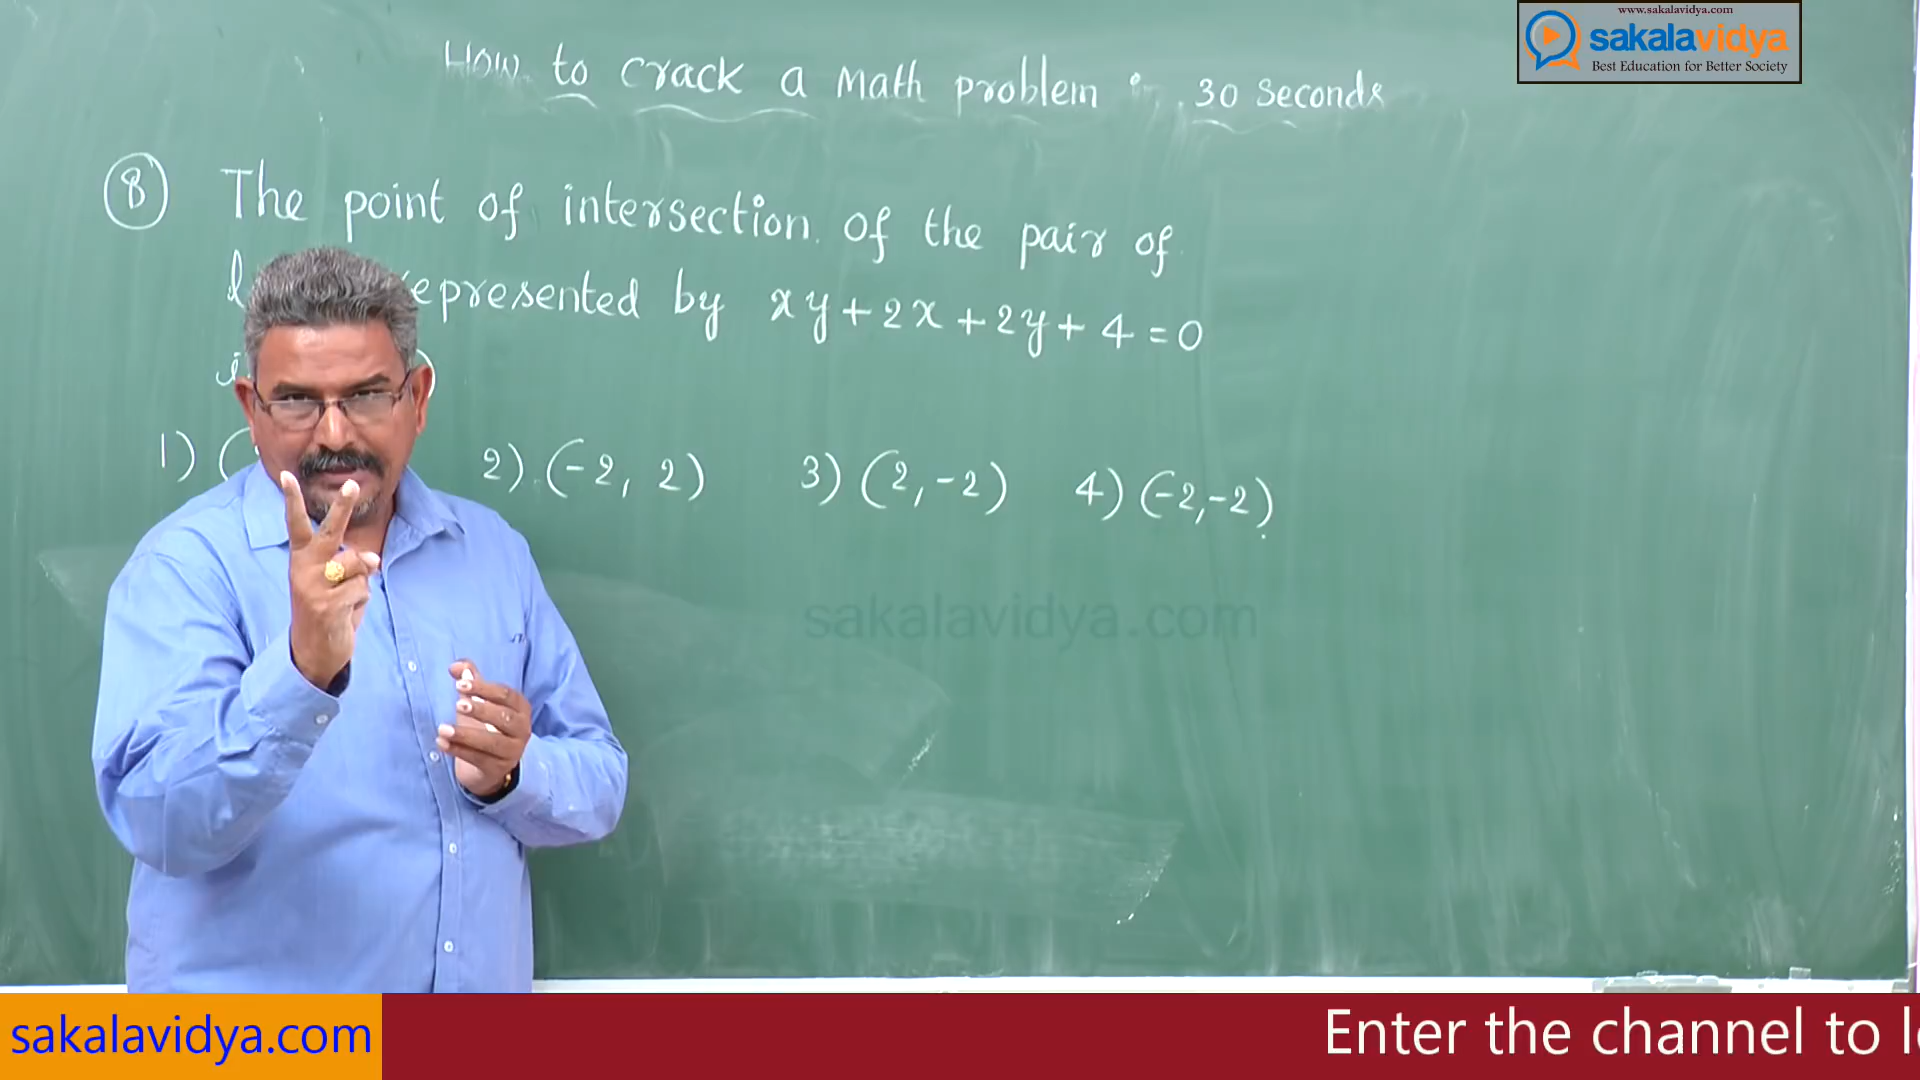 www.sakalavidya.com
sakalavidya
Best Education for Better Society
How to crack a Math problem in 30 Seconds
8 The point of intersection of the pair of
represented by xy+2x+2y+4=0
1) ( 2) (-2, 2) 3) (2,-2) 4) (-2,-2)
sakalavidya.com
sakalavidya.com Enter the channel to